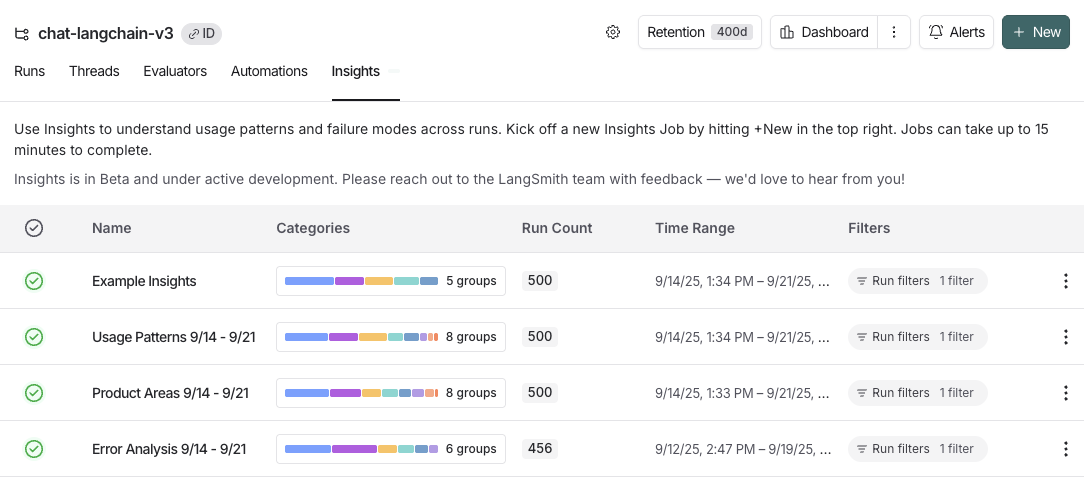 chat-langchain-v3 ID Retention 400d Dashboard Alerts + New
Runs Threads Evaluators Automations Insights
Use Insights to understand usage patterns and failure modes across runs. Kick off a new Insights Job by hitting +New in the top right. Jobs can take up to 15
minutes to complete.
Insights is in Beta and under active development. Please reach out to the LangSmith team with feedback — we'd love to hear from you!
Name Categories Run Count Time Range Filters
Example Insights 5 groups 500 9/14/25, 1:34 PM – 9/21/25, ... Run filters 1 filter
Usage Patterns 9/14 - 9/21 8 groups 500 9/14/25, 1:34 PM – 9/21/25, ... Run filters 1 filter
Product Areas 9/14 - 9/21 8 groups 500 9/14/25, 1:33 PM – 9/21/25, ... Run filters 1 filter
Error Analysis 9/14 - 9/21 6 groups 456 9/12/25, 2:47 PM – 9/19/25, ... Run filters 1 filter